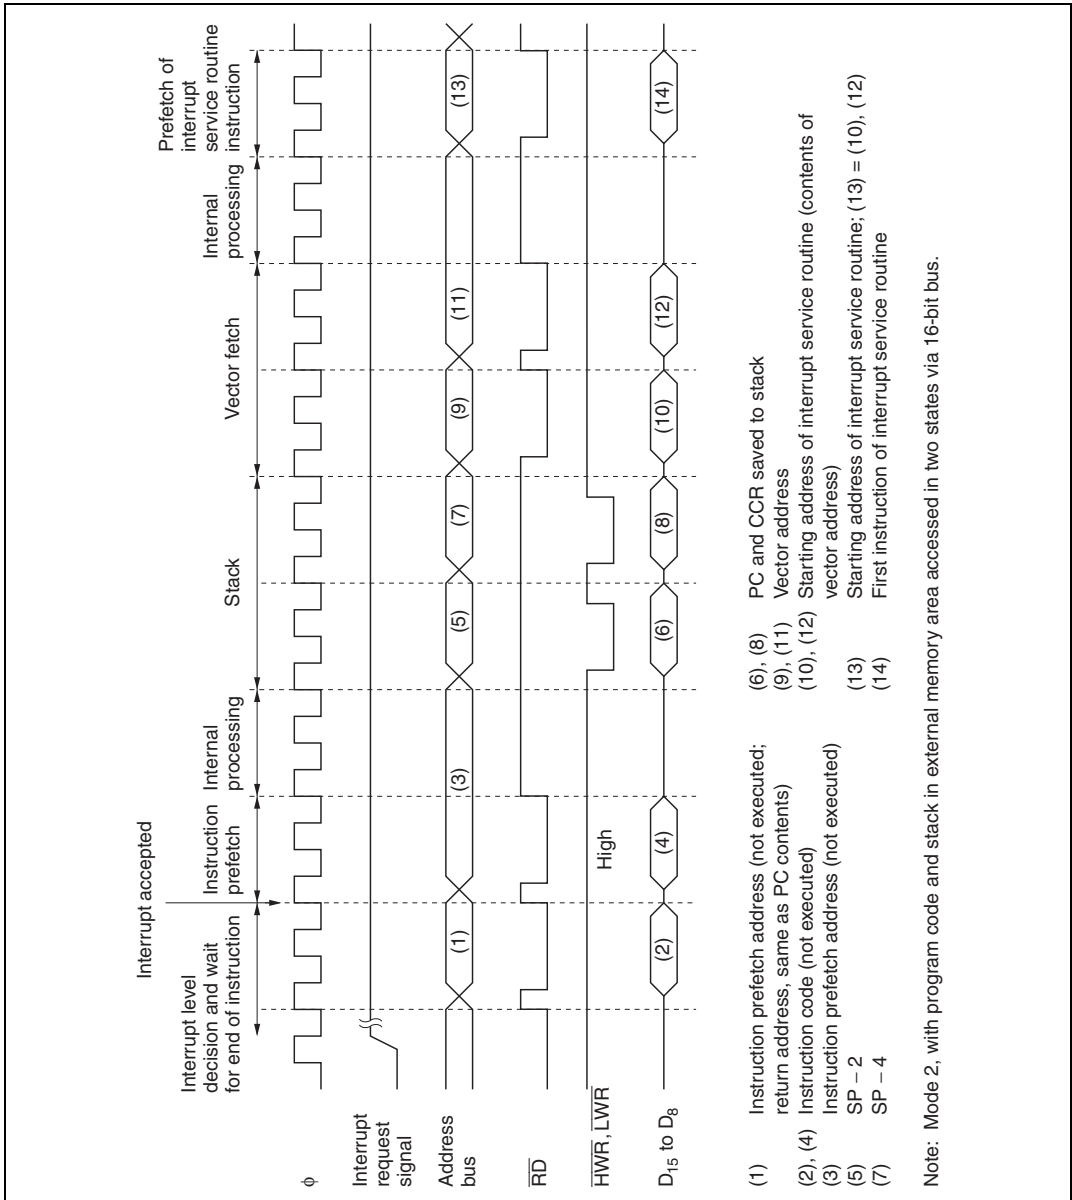 Interrupt accepted
Interrupt level
decision and wait
for end of instruction
Instruction
prefetch
Internal
processing
Stack
Vector fetch
Internal
processing
Prefetch of
interrupt
service routine
instruction
ϕ
Interrupt
request
signal
Address
bus
(1)
(3)
(5)
(7)
(9)
(11)
(13)
RD
HWR, LWR
High
D15 to D8
(2)
(4)
(6)
(8)
(10)
(12)
(14)
(1) Instruction prefetch address (not executed;
return address, same as PC contents)
(2), (4) Instruction code (not executed)
(3) Instruction prefetch address (not executed)
(5) SP – 2
(7) SP – 4
(6), (8) PC and CCR saved to stack
(9), (11) Vector address
(10), (12) Starting address of interrupt service routine (contents of
vector address)
(13) Starting address of interrupt service routine; (13) = (10), (12)
(14) First instruction of interrupt service routine
Note: Mode 2, with program code and stack in external memory area accessed in two states via 16-bit bus.